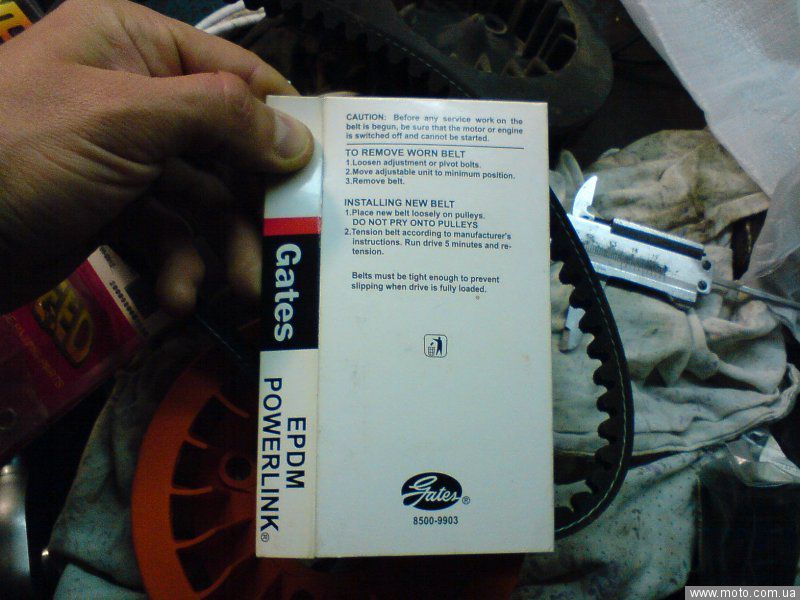 CAUTION: Before any service work on the
belt is begun, be sure that the motor or engine
is switched off and cannot be started.
TO REMOVE WORN BELT
1.Loosen adjustment or pivot bolts.
2.Move adjustable unit to minimum position.
3.Remove belt.
INSTALLING NEW BELT
1.Place new belt loosely on pulleys.
DO NOT PRY ONTO PULLEYS
2.Tension belt according to manufacturer's
instructions. Run drive 5 minutes and re-
tension.
Belts must be tight enough to prevent
slipping when drive is fully loaded.
Gates®
8500-9903
Gates
EPDM
POWERLINK®
www.moto.com.ua